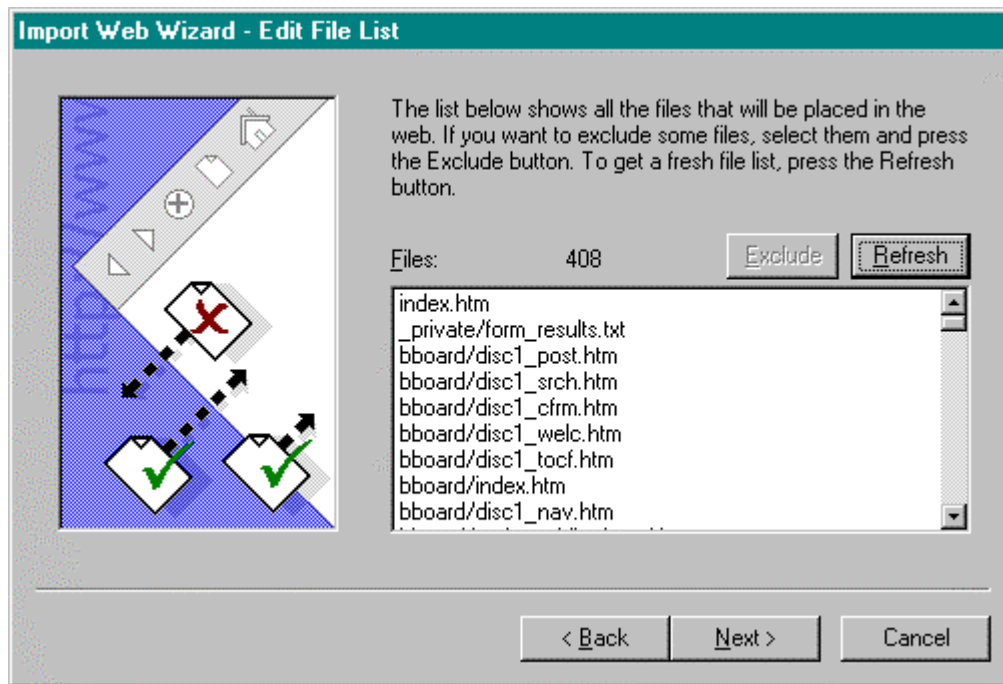 Import Web Wizard - Edit File List
http://www
The list below shows all the files that will be placed in the
web. If you want to exclude some files, select them and press
the Exclude button. To get a fresh file list, press the Refresh
button.
Files: 408 Exclude Refresh
index.htm
_private/form_results.txt
bboard/disc1_post.htm
bboard/disc1_srch.htm
bboard/disc1_cfrm.htm
bboard/disc1_welc.htm
bboard/disc1_tocf.htm
bboard/index.htm
bboard/disc1_nav.htm
< Back Next > Cancel